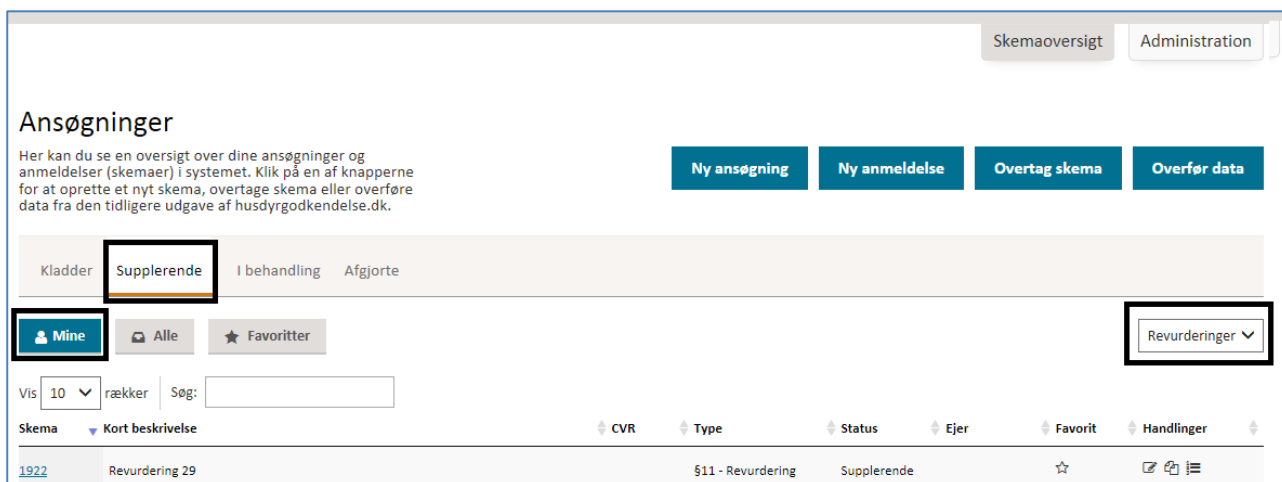 Skemaoversigt Administration
Ansøgninger
Her kan du se en oversigt over dine ansøgninger og
anmeldelser (skemaer) i systemet. Klik på en af knapperne
for at oprette et nyt skema, overtage skema eller overføre
data fra den tidligere udgave af husdyrgodkendelse.dk.
Ny ansøgning Ny anmeldelse Overtag skema Overfør data
Kladder Supplerende I behandling Afgjorte
Mine Alle Favoritter Revurderinger
Vis 10 rækker Søg:
Skema Kort beskrivelse CVR Type Status Ejer Favorit Handlinger
1922 Revurdering 29 §11 - Revurdering Supplerende